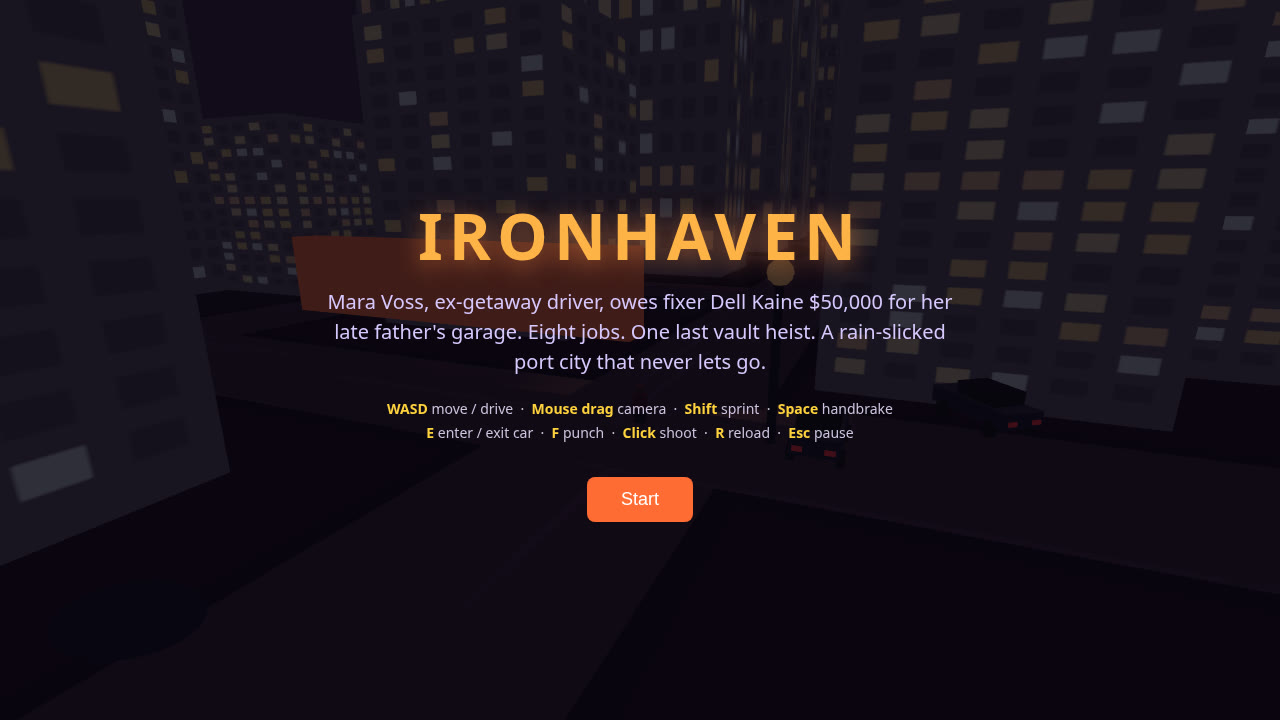 IRONHAVEN
Mara Voss, ex-getaway driver, owes fixer Dell Kaine $50,000 for her
late father's garage. Eight jobs. One last vault heist. A rain-slicked
port city that never lets go.
WASD move / drive · Mouse drag camera · Shift sprint · Space handbrake
E enter / exit car · F punch · Click shoot · R reload · Esc pause
Start